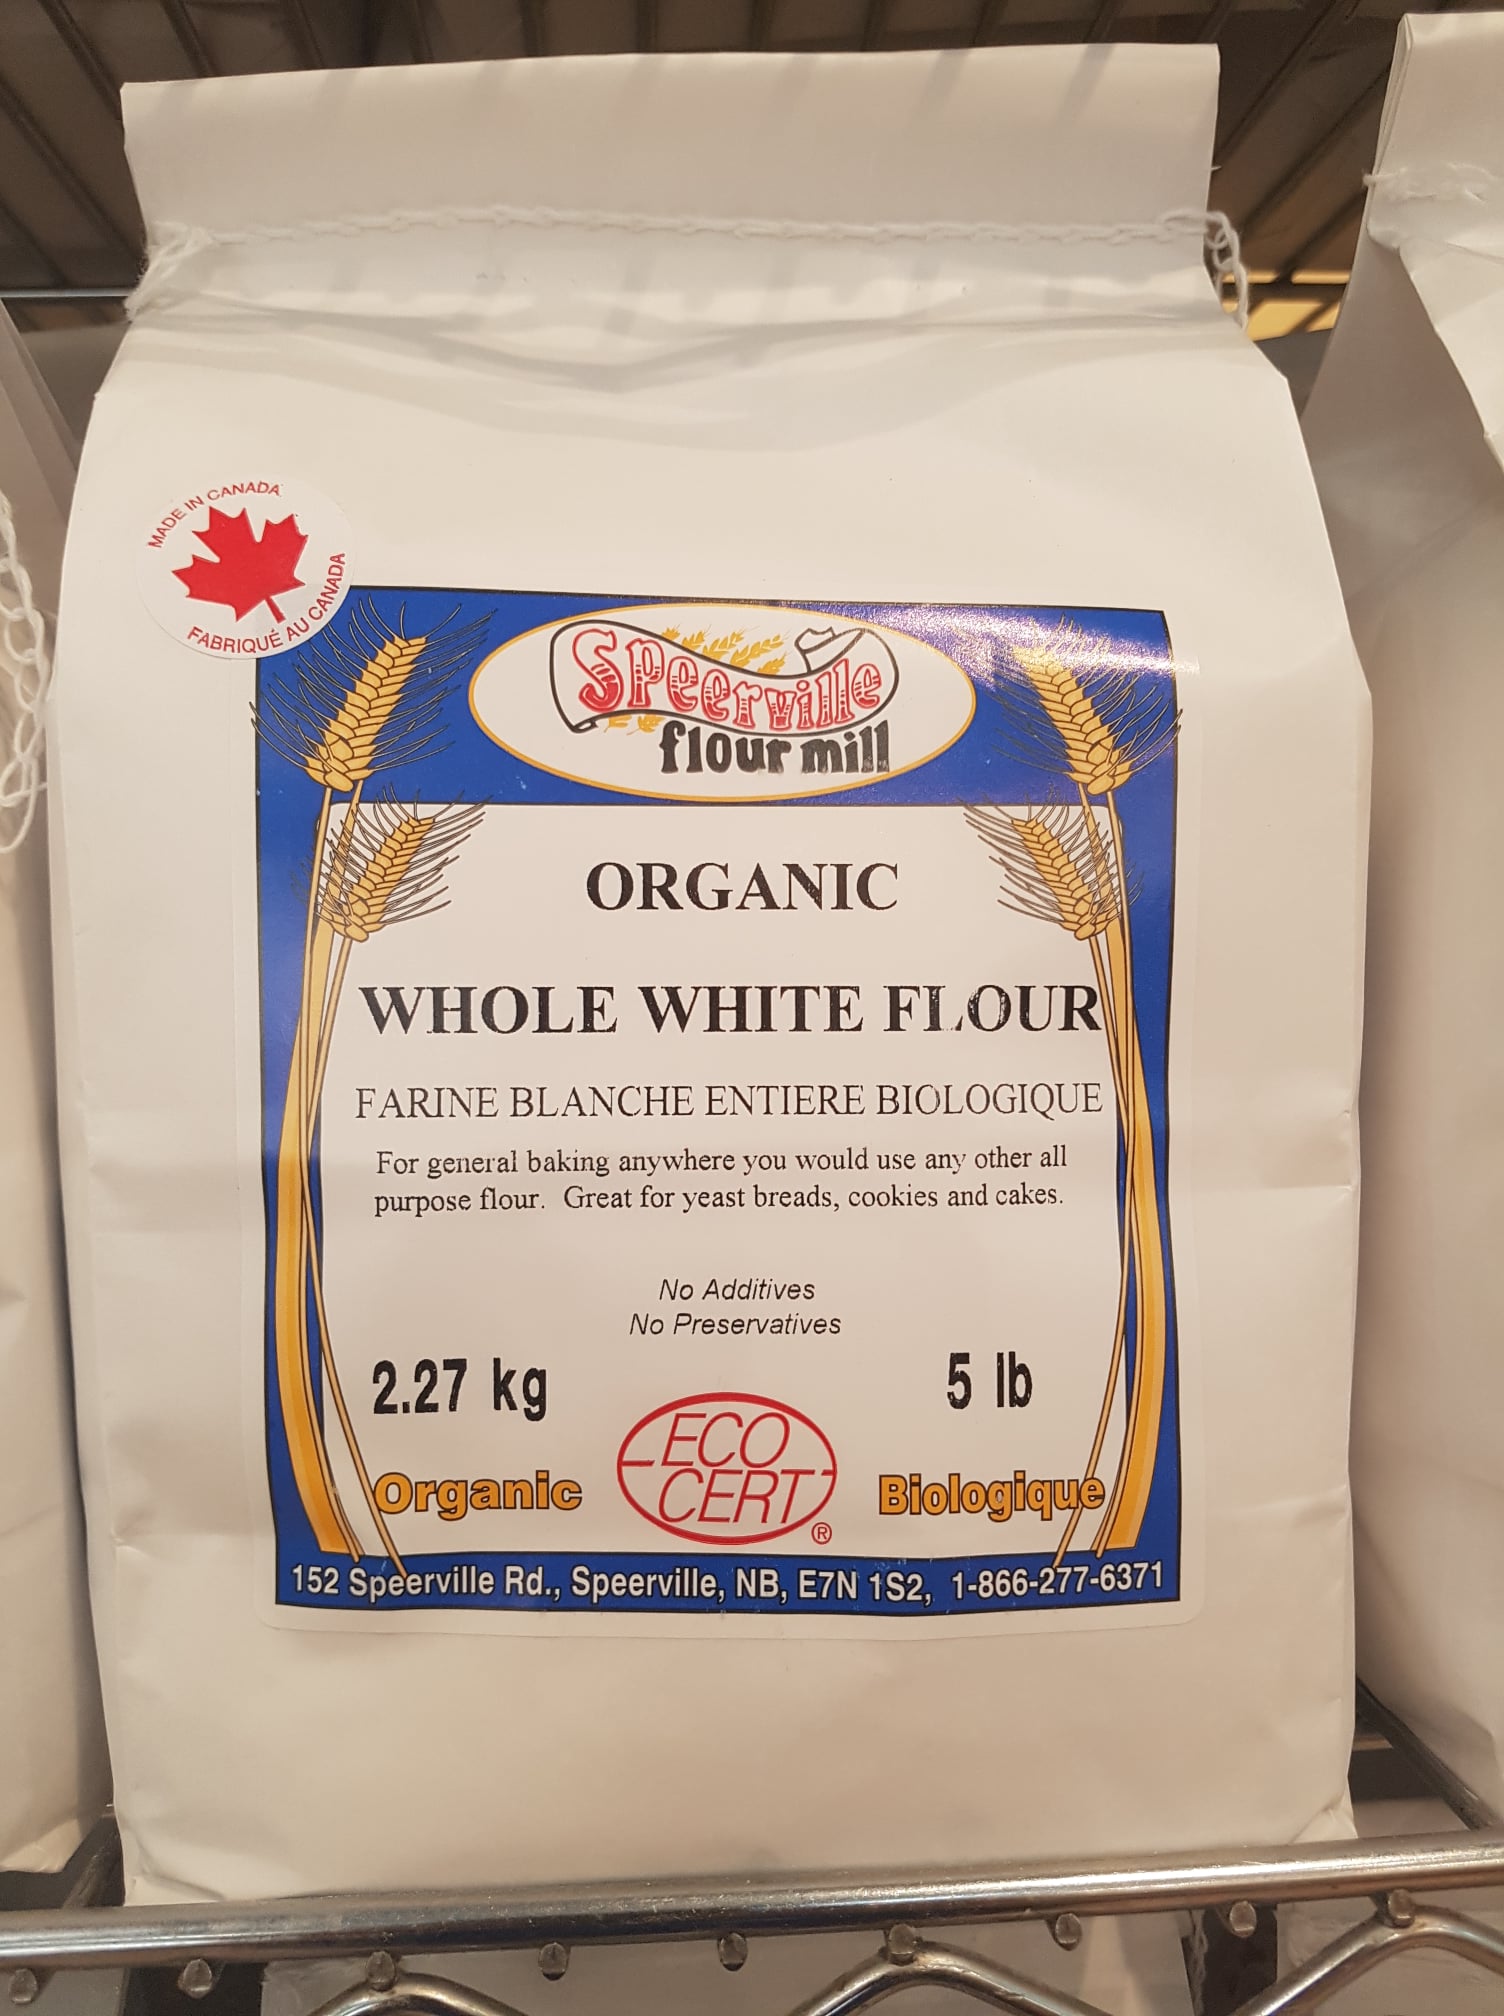 MADE IN CANADA
FABRIQUÉ AU CANADA
Speerville
flour mill
ORGANIC
WHOLE WHITE FLOUR
FARINE BLANCHE ENTIERE BIOLOGIQUE
For general baking anywhere you would use any other all
purpose flour. Great for yeast breads, cookies and cakes.
No Additives
No Preservatives
2.27 kg 5 lb
ECO
CERT ®
Organic Biologique
152 Speerville Rd., Speerville, NB, E7N 1S2, 1-866-277-6371